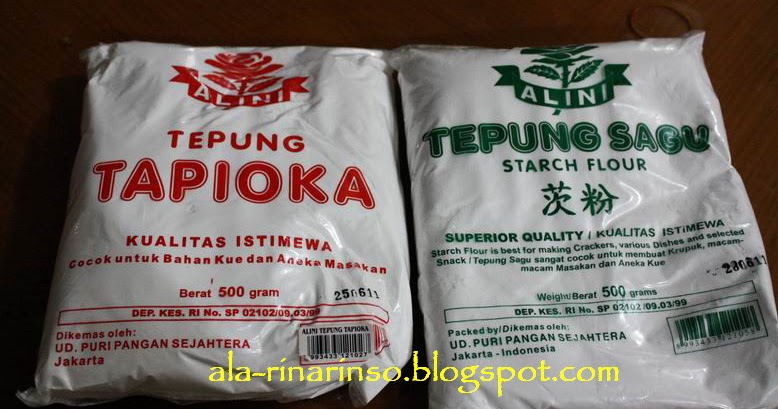 ALINI
TEPUNG
TAPIOKA
KUALITAS ISTIMEWA
Cocok untuk Bahan Kue dan Aneka Masakan
Berat 500 gram
250611
DEP. KES. RI No. SP 02102/09.03/99
Dikemas oleh:
UD. PURI PANGAN SEJAHTERA
Jakarta
ALINI TEPUNG TAPIOKA
993433 121027
ALINI
TEPUNG SAGU
STARCH FLOUR
茨粉
SUPERIOR QUALITY / KUALITAS ISTIMEWA
Starch Flour is best for making Crackers, various Dishes and selected
Snack / Tepung Sagu sangat cocok untuk membuat Krupuk, macam-
macam Masakan dan Aneka Kue
230611
Weight/Berat 500 grams
DEP. KES. RI No. SP 02102/09.03/99
Packed by/Dikemas oleh:
UD. PURI PANGAN SEJAHTERA
Jakarta - Indonesia
ala-rinarinso.blogspot.com